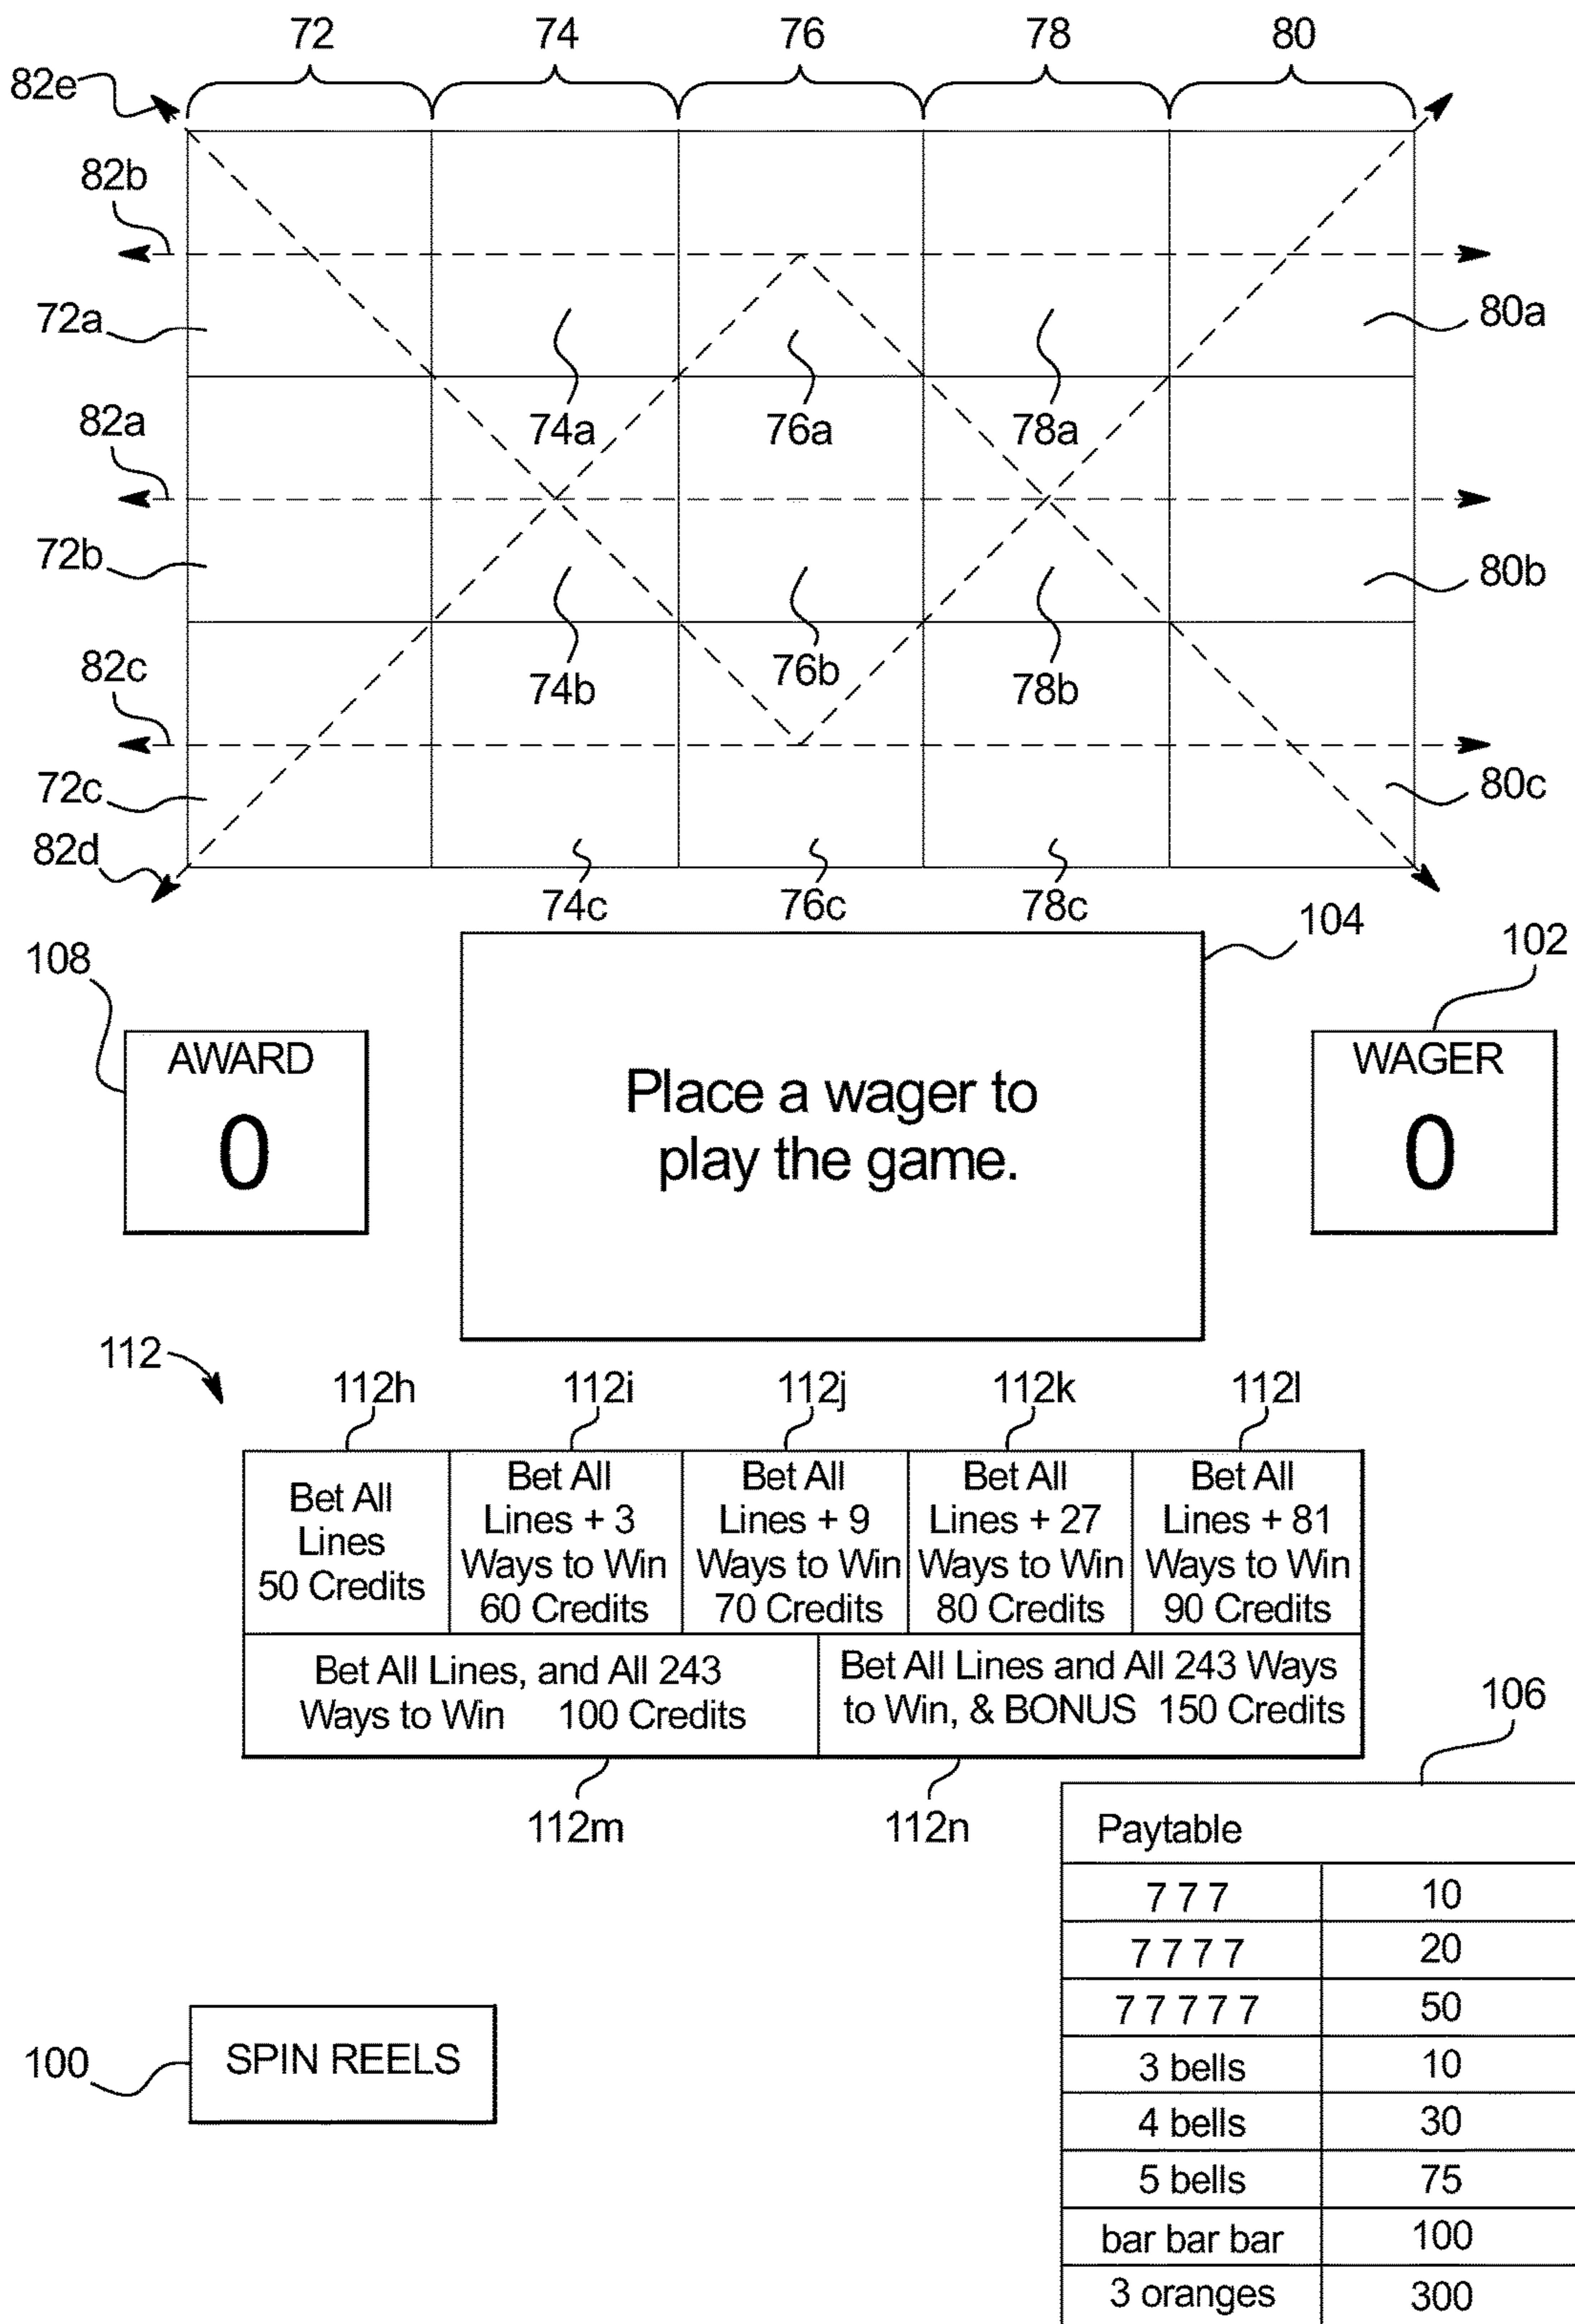 72 74 76 78 80
82e
82b
72a 80a
82a
74a 76a 78a
72b 80b
82c
74b 76b 78b
72c 80c
82d
74c 76c 78c
104
108 102
AWARD
0
Place a wager to
play the game.
WAGER
0
112
112h 112i 112j 112k 112l
Bet All
Lines
50 Credits
Bet All
Lines + 3
Ways to Win
60 Credits
Bet All
Lines + 9
Ways to Win
70 Credits
Bet All
Lines + 27
Ways to Win
80 Credits
Bet All
Lines + 81
Ways to Win
90 Credits
Bet All Lines, and All 243
Ways to Win 100 Credits
Bet All Lines and All 243 Ways
to Win, & BONUS 150 Credits
112m 112n
106
Paytable
7 7 7 10
7 7 7 7 20
7 7 7 7 7 50
3 bells 10
4 bells 30
5 bells 75
bar bar bar 100
3 oranges 300
100
SPIN REELS